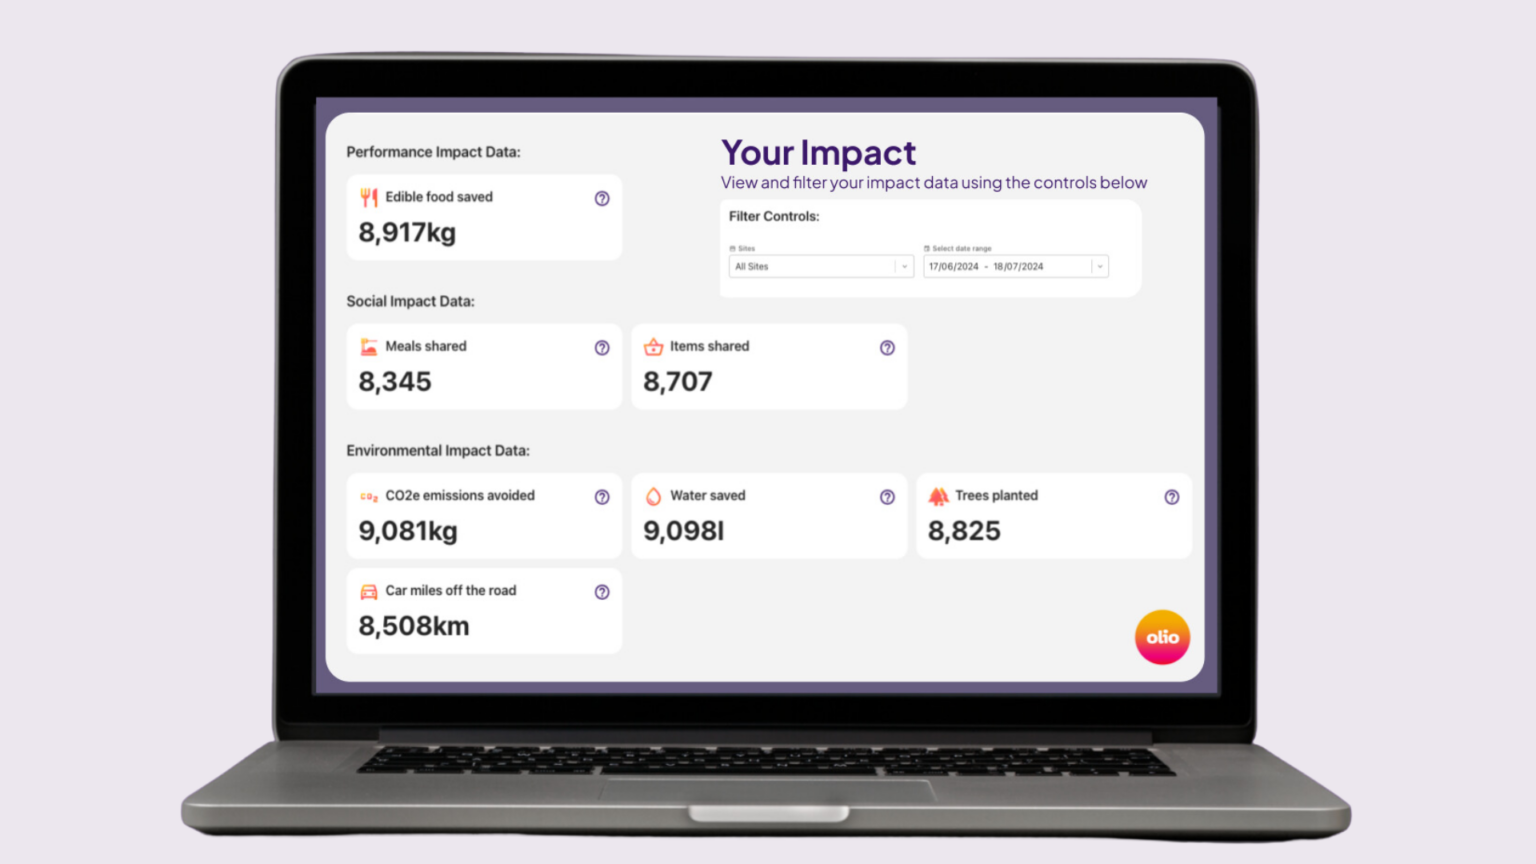 Performance Impact Data:
Edible food saved
8,917kg
Your Impact
View and filter your impact data using the controls below
Filter Controls:
Sites
All Sites
Select date range
17/06/2024 - 18/07/2024
Social Impact Data:
Meals shared
8,345
Items shared
8,707
Environmental Impact Data:
CO2 CO2e emissions avoided
9,081kg
Water saved
9,098l
Trees planted
8,825
Car miles off the road
8,508km
olio